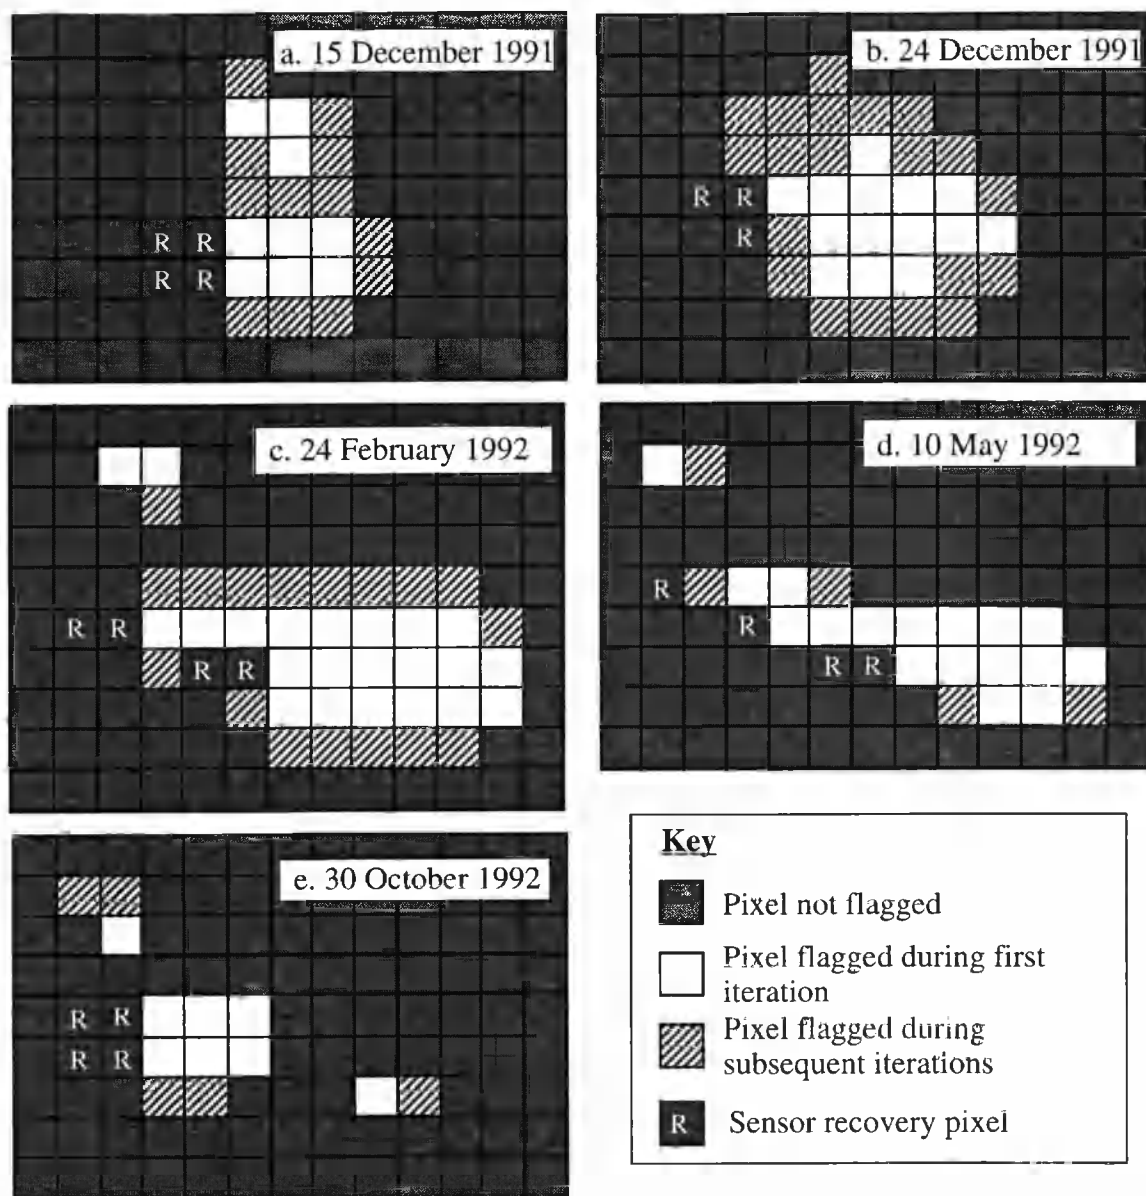 a. 15 December 1991
b. 24 December 1991
R R
R R
R R
R
c. 24 February 1992
d. 10 May 1992
R R
R R
R
R
R R
e. 30 October 1992
R R
R R
Key
Pixel not flagged
Pixel flagged during first
iteration
Pixel flagged during
subsequent iterations
R Sensor recovery pixel